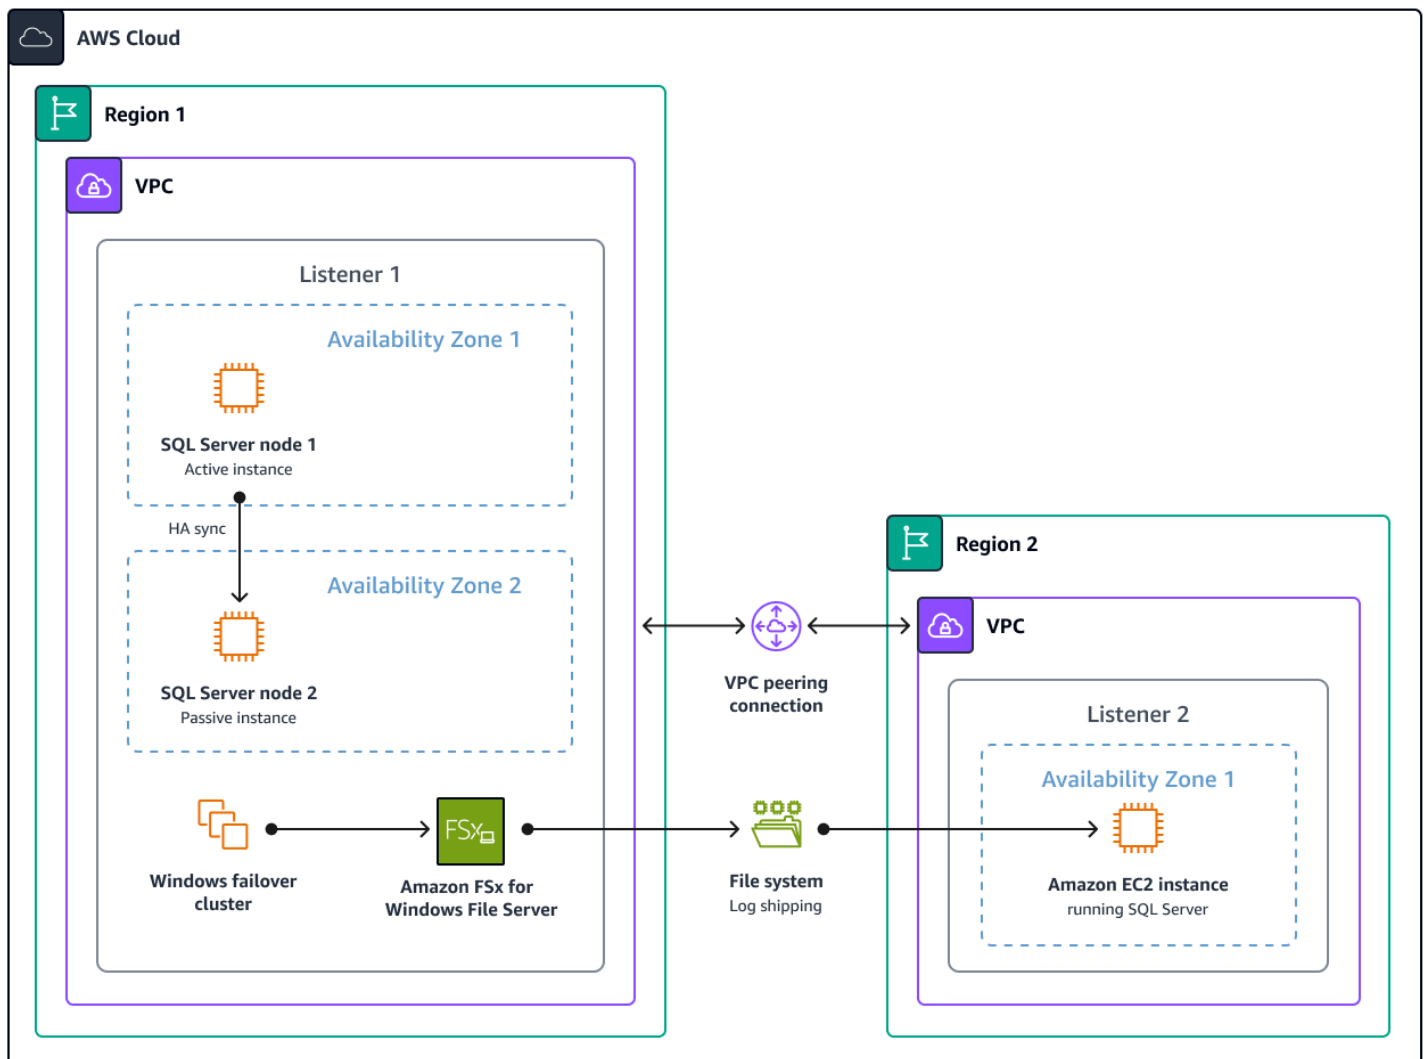 AWS Cloud
Region 1
VPC
Listener 1
Availability Zone 1
SQL Server node 1
Active instance
HA sync
Availability Zone 2
SQL Server node 2
Passive instance
Windows failover
cluster
FSx
Amazon FSx for
Windows File Server
VPC peering
connection
File system
Log shipping
Region 2
VPC
Listener 2
Availability Zone 1
Amazon EC2 instance
running SQL Server